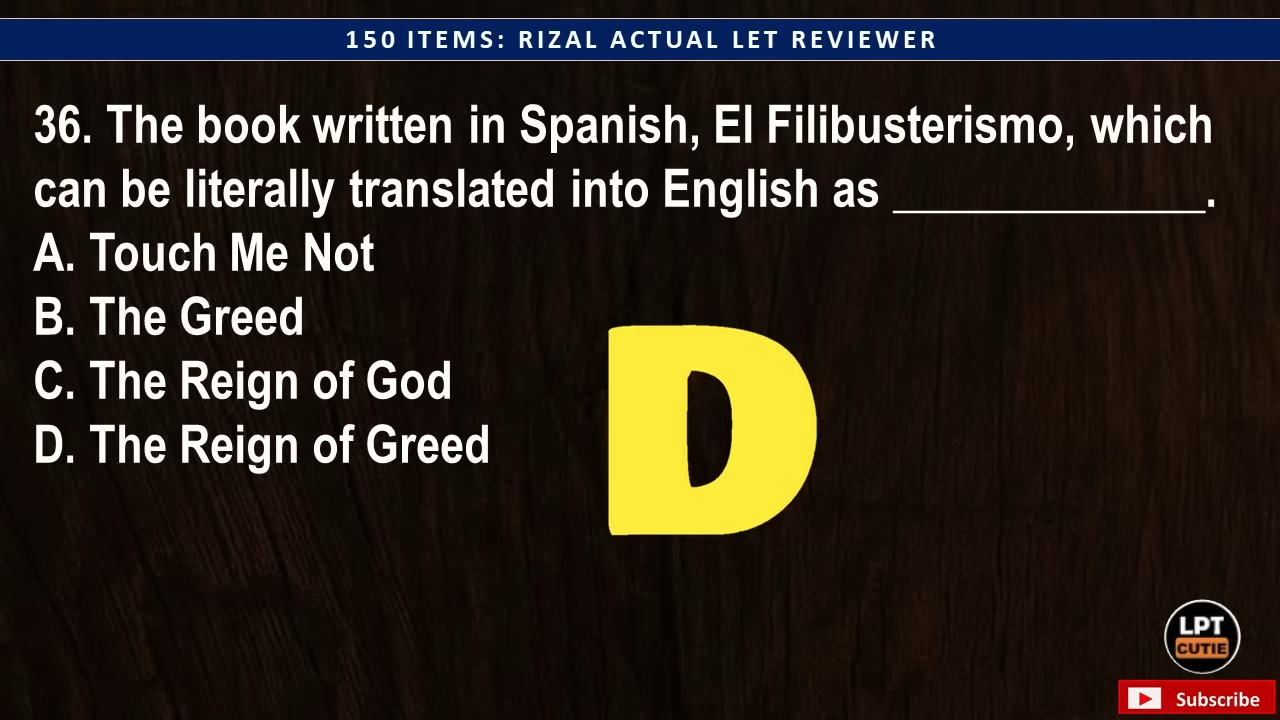 150 ITEMS: RIZAL ACTUAL LET REVIEWER
36. The book written in Spanish, El Filibusterismo, which
can be literally translated into English as ______________.
A. Touch Me Not
B. The Greed
C. The Reign of God
D. The Reign of Greed
D
LPT
CUTIE
Subscribe